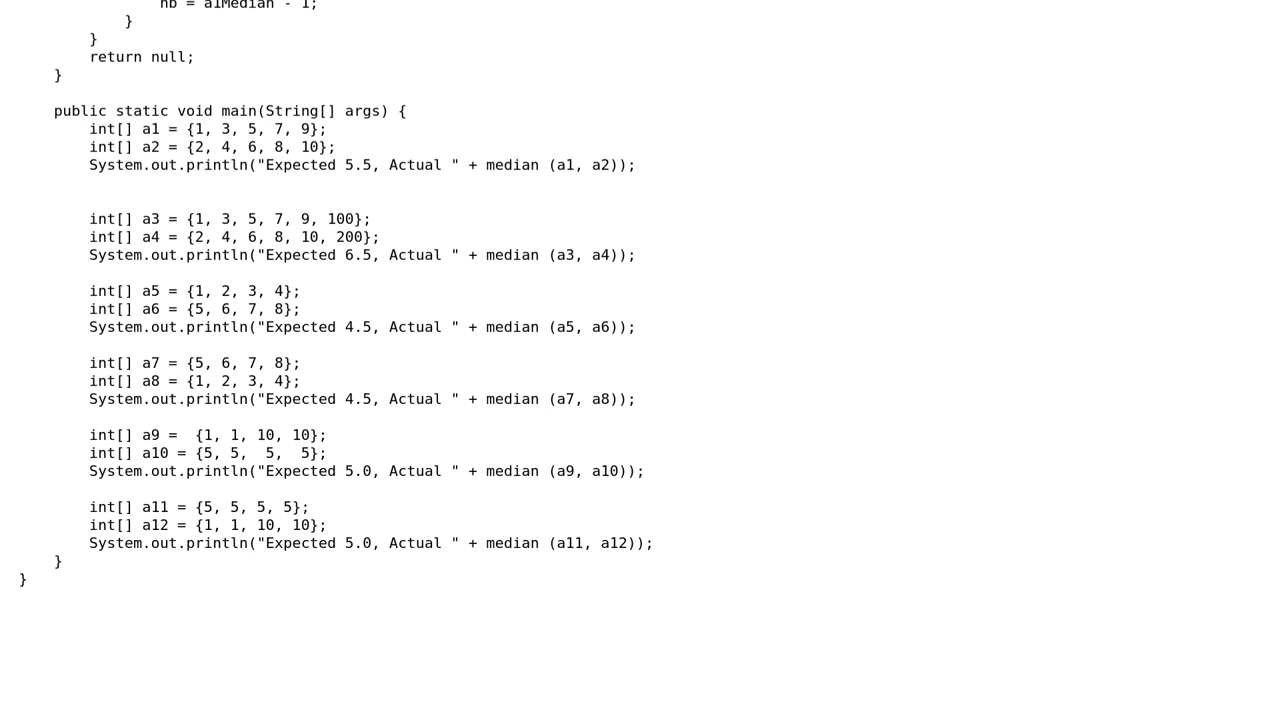 nb = a1Median - 1;
            }
        }
        return null;
    }

    public static void main(String[] args) {
        int[] a1 = {1, 3, 5, 7, 9};
        int[] a2 = {2, 4, 6, 8, 10};
        System.out.println("Expected 5.5, Actual " + median (a1, a2));

        int[] a3 = {1, 3, 5, 7, 9, 100};
        int[] a4 = {2, 4, 6, 8, 10, 200};
        System.out.println("Expected 6.5, Actual " + median (a3, a4));

        int[] a5 = {1, 2, 3, 4};
        int[] a6 = {5, 6, 7, 8};
        System.out.println("Expected 4.5, Actual " + median (a5, a6));

        int[] a7 = {5, 6, 7, 8};
        int[] a8 = {1, 2, 3, 4};
        System.out.println("Expected 4.5, Actual " + median (a7, a8));

        int[] a9 =  {1, 1, 10, 10};
        int[] a10 = {5, 5,  5,  5};
        System.out.println("Expected 5.0, Actual " + median (a9, a10));

        int[] a11 = {5, 5, 5, 5};
        int[] a12 = {1, 1, 10, 10};
        System.out.println("Expected 5.0, Actual " + median (a11, a12));
    }
}